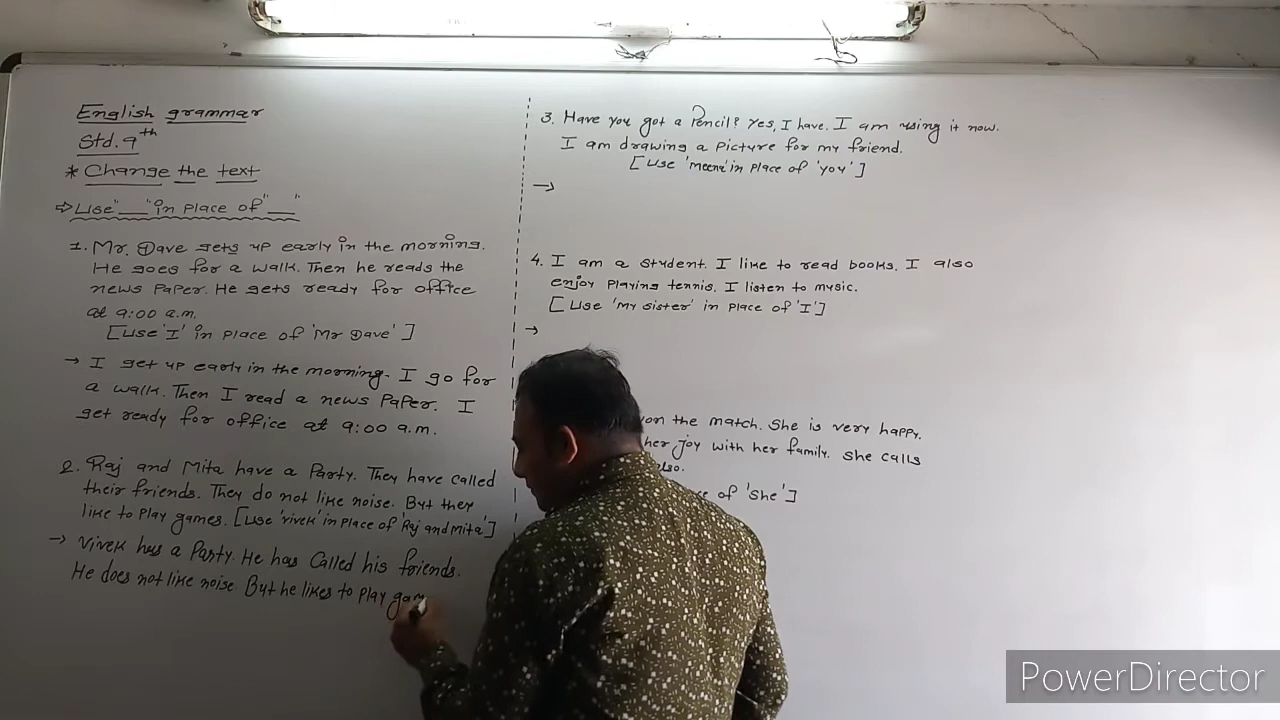 English grammar
Std. 9th
* Change the text
⇒ Use "___" in place of "___"
1. Mr. Dave gets up early in the morning.
He goes for a walk. Then he reads the
news paper. He gets ready for office
at 9:00 a.m.
[Use 'I' in place of 'Mr Dave']
→ I get up early in the morning. I go for
a walk. Then I read a news paper. I
get ready for office at 9:00 a.m.
2. Raj and Mita have a party. They have called
their friends. They do not like noise. But they
like to play games. [Use 'vivek' in place of 'Raj and Mita']
→ Vivek has a party. He has called his friends.
He does not like noise But he likes to play gam
3. Have you got a pencil? Yes, I have. I am using it now.
I am drawing a picture for my friend.
[Use 'meena' in place of 'you']
→
4. I am a student. I like to read books. I also
enjoy playing tennis. I listen to music.
[Use 'My sister' in place of 'I']
→
the match. She is very happy.
her joy with her family. she calls
of 'she']
PowerDirector